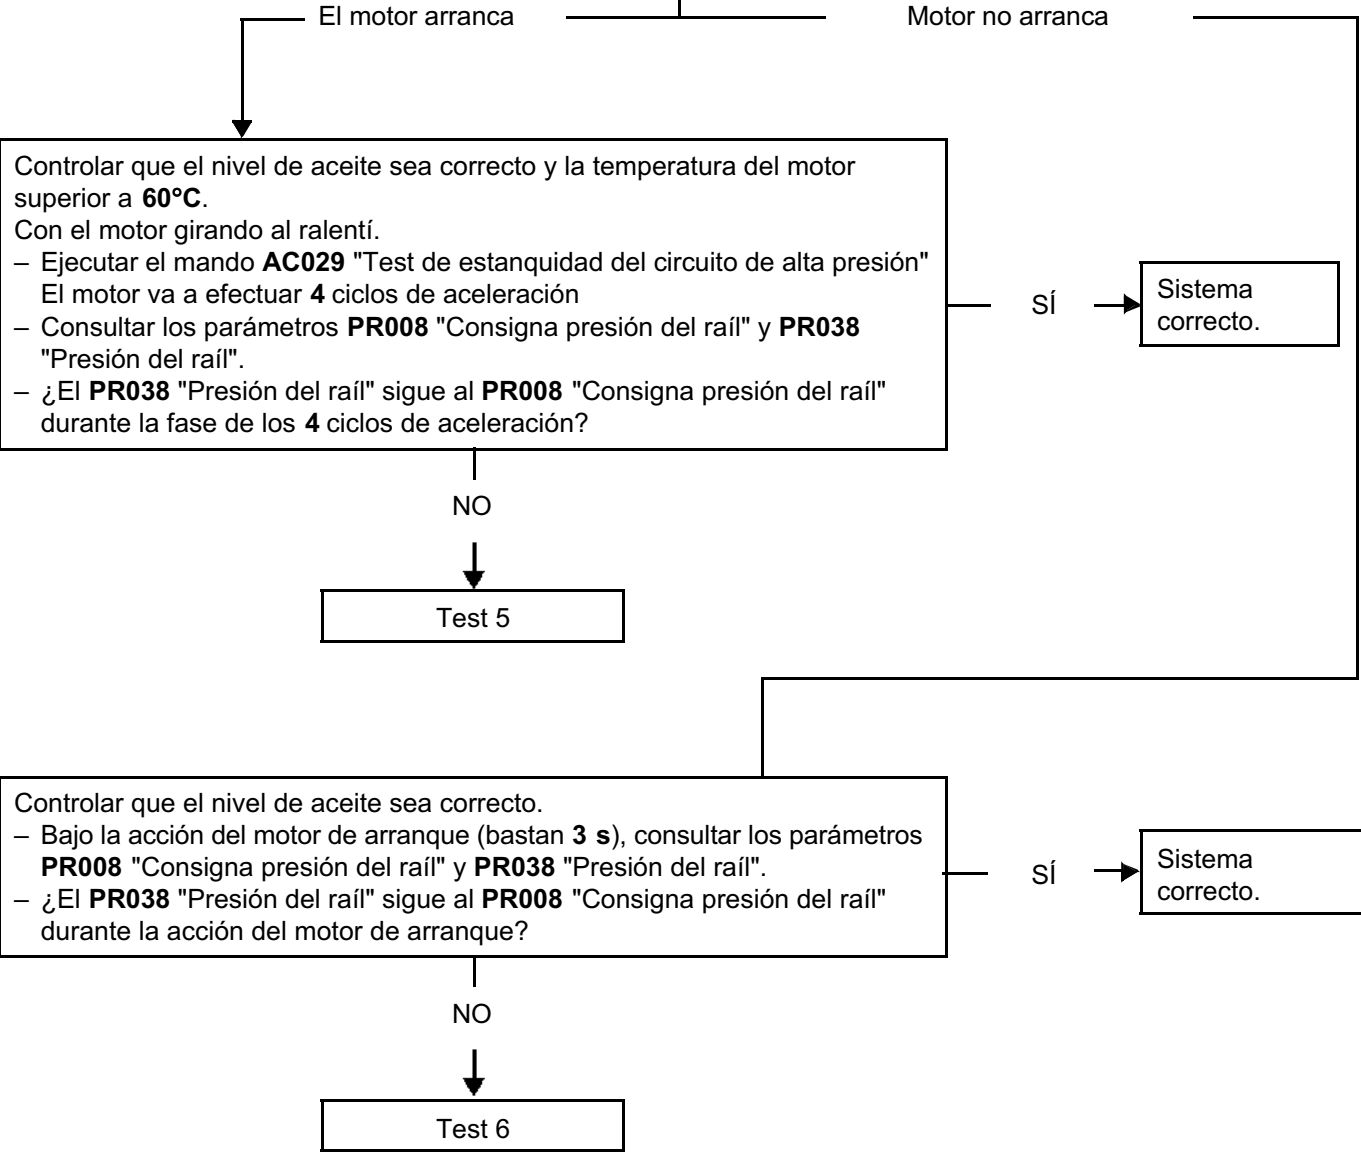 El motor arranca
Motor no arranca
Controlar que el nivel de aceite sea correcto y la temperatura del motor
superior a 60°C.
Con el motor girando al ralentí.
– Ejecutar el mando AC029 "Test de estanquidad del circuito de alta presión"
El motor va a efectuar 4 ciclos de aceleración
– Consultar los parámetros PR008 "Consigna presión del raíl" y PR038
"Presión del raíl".
– ¿El PR038 "Presión del raíl" sigue al PR008 "Consigna presión del raíl"
durante la fase de los 4 ciclos de aceleración?
SÍ
Sistema
correcto.
NO
Test 5
Controlar que el nivel de aceite sea correcto.
– Bajo la acción del motor de arranque (bastan 3 s), consultar los parámetros
PR008 "Consigna presión del raíl" y PR038 "Presión del raíl".
– ¿El PR038 "Presión del raíl" sigue al PR008 "Consigna presión del raíl"
durante la acción del motor de arranque?
SÍ
Sistema
correcto.
NO
Test 6